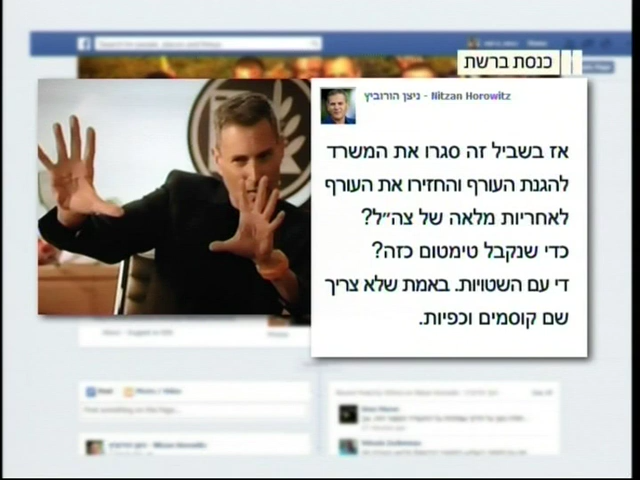 כנסת ברשת
ניצן הורוביץ - Nitzan Horowitz
אז בשביל זה סגרו את המשרד
להגנת העורף והחזירו את העורף
לאחריות מלאה של צה״ל?
כדי שנקבל טימטום כזה?
די עם השטויות. באמת שלא צריך
שם קוסמים וכפיות.